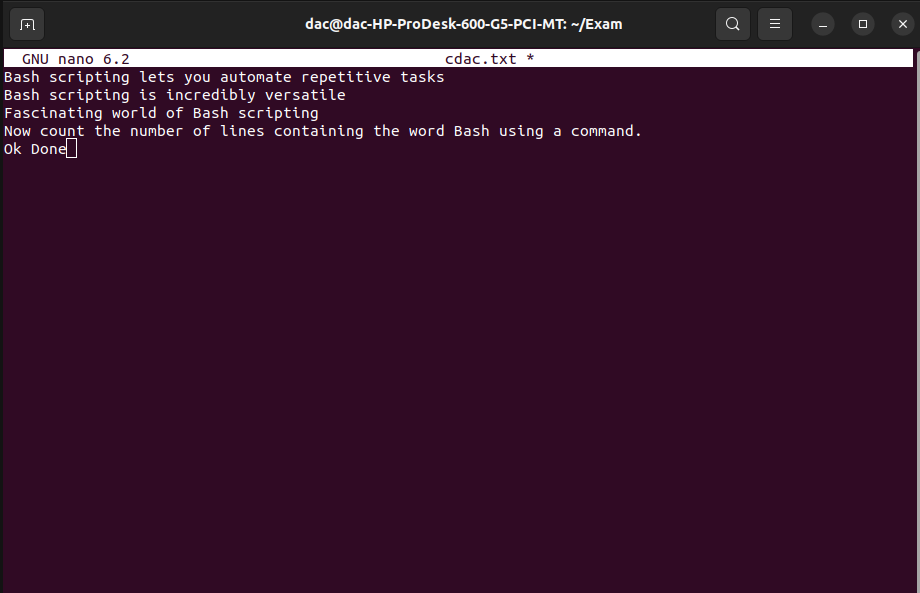 dac@dac-HP-ProDesk-600-G5-PCI-MT: ~/Exam
GNU nano 6.2 cdac.txt *
Bash scripting lets you automate repetitive tasks
Bash scripting is incredibly versatile
Fascinating world of Bash scripting
Now count the number of lines containing the word Bash using a command.
Ok Done